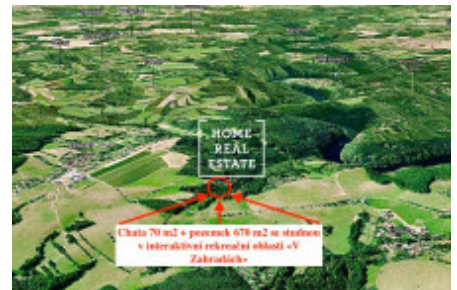 HOME
REAL
ESTATE
Chata 70 m2 + pozemek 670 m2 se studnou
v interaktivní rekreační oblasti «V
Zahradách»